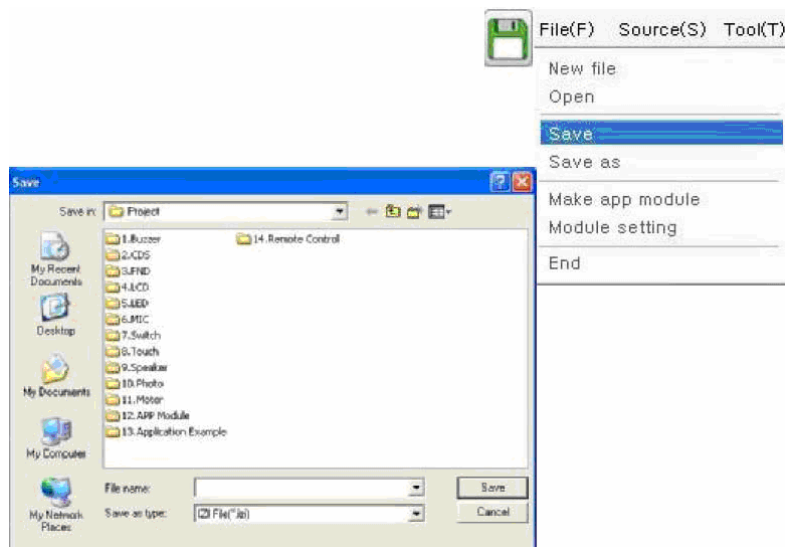 File(F) Source(S) Tool(T)
New file
Open
Save
Save as
Make app module
Module setting
End
Save
Save in:
Project
My Recent
Documents
Desktop
My Documents
My Computer
My Network
Places
1.Buzzer
2.CDS
3.FND
4.LCD
5.LED
6.MIC
7.Switch
8.Touch
9.Speaker
10.Photo
11.Motor
12.APP Module
13.Application Example
14.Remote Control
File name:
Save
Save as type:
Cancel